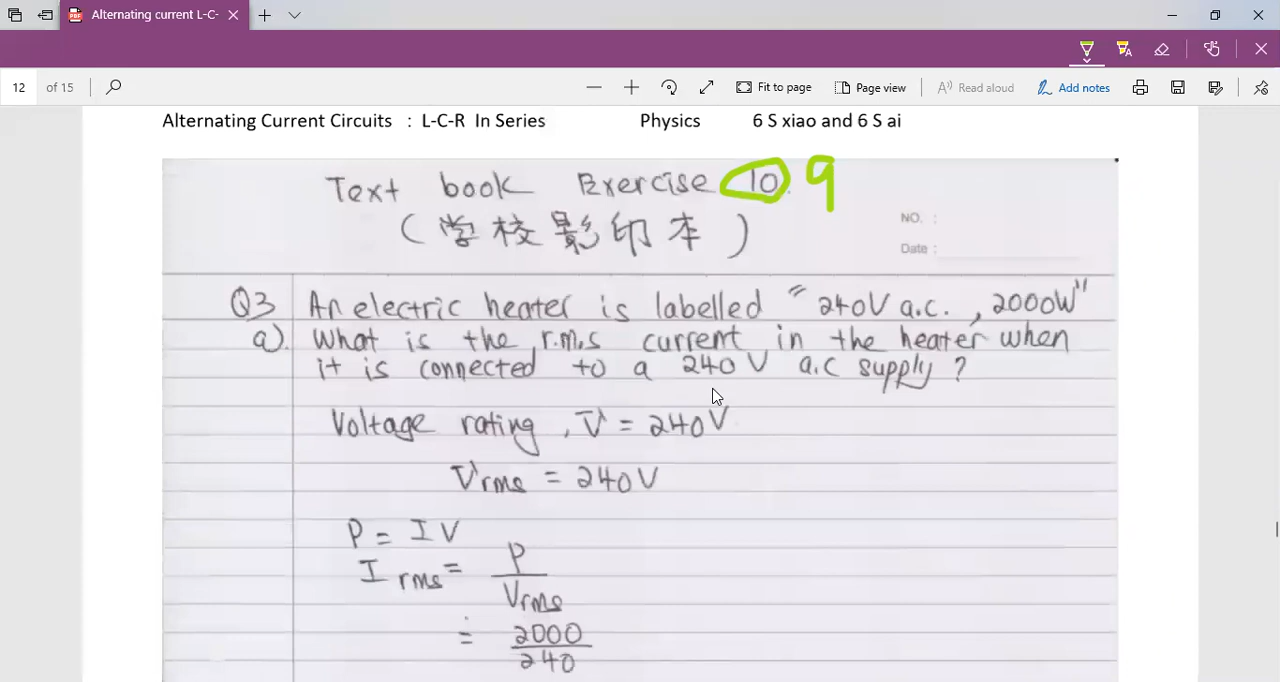 Alternating current L-C-
12 of 15
Fit to page
Page view
Read aloud
Add notes
Alternating Current Circuits : L-C-R In Series Physics 6 S xiao and 6 S ai
Text book Exercise 10. 9
(学校影印本)
NO. :
Date :
Q3 An electric heater is labelled "240V a.c. , 2000W"
a). What is the r.m.s current in the heater when
it is connected to a 240 V a.c supply ?
Voltage rating, V = 240V
Vrms = 240V
P = IV
I rms = P
Vrms
= 2000
240